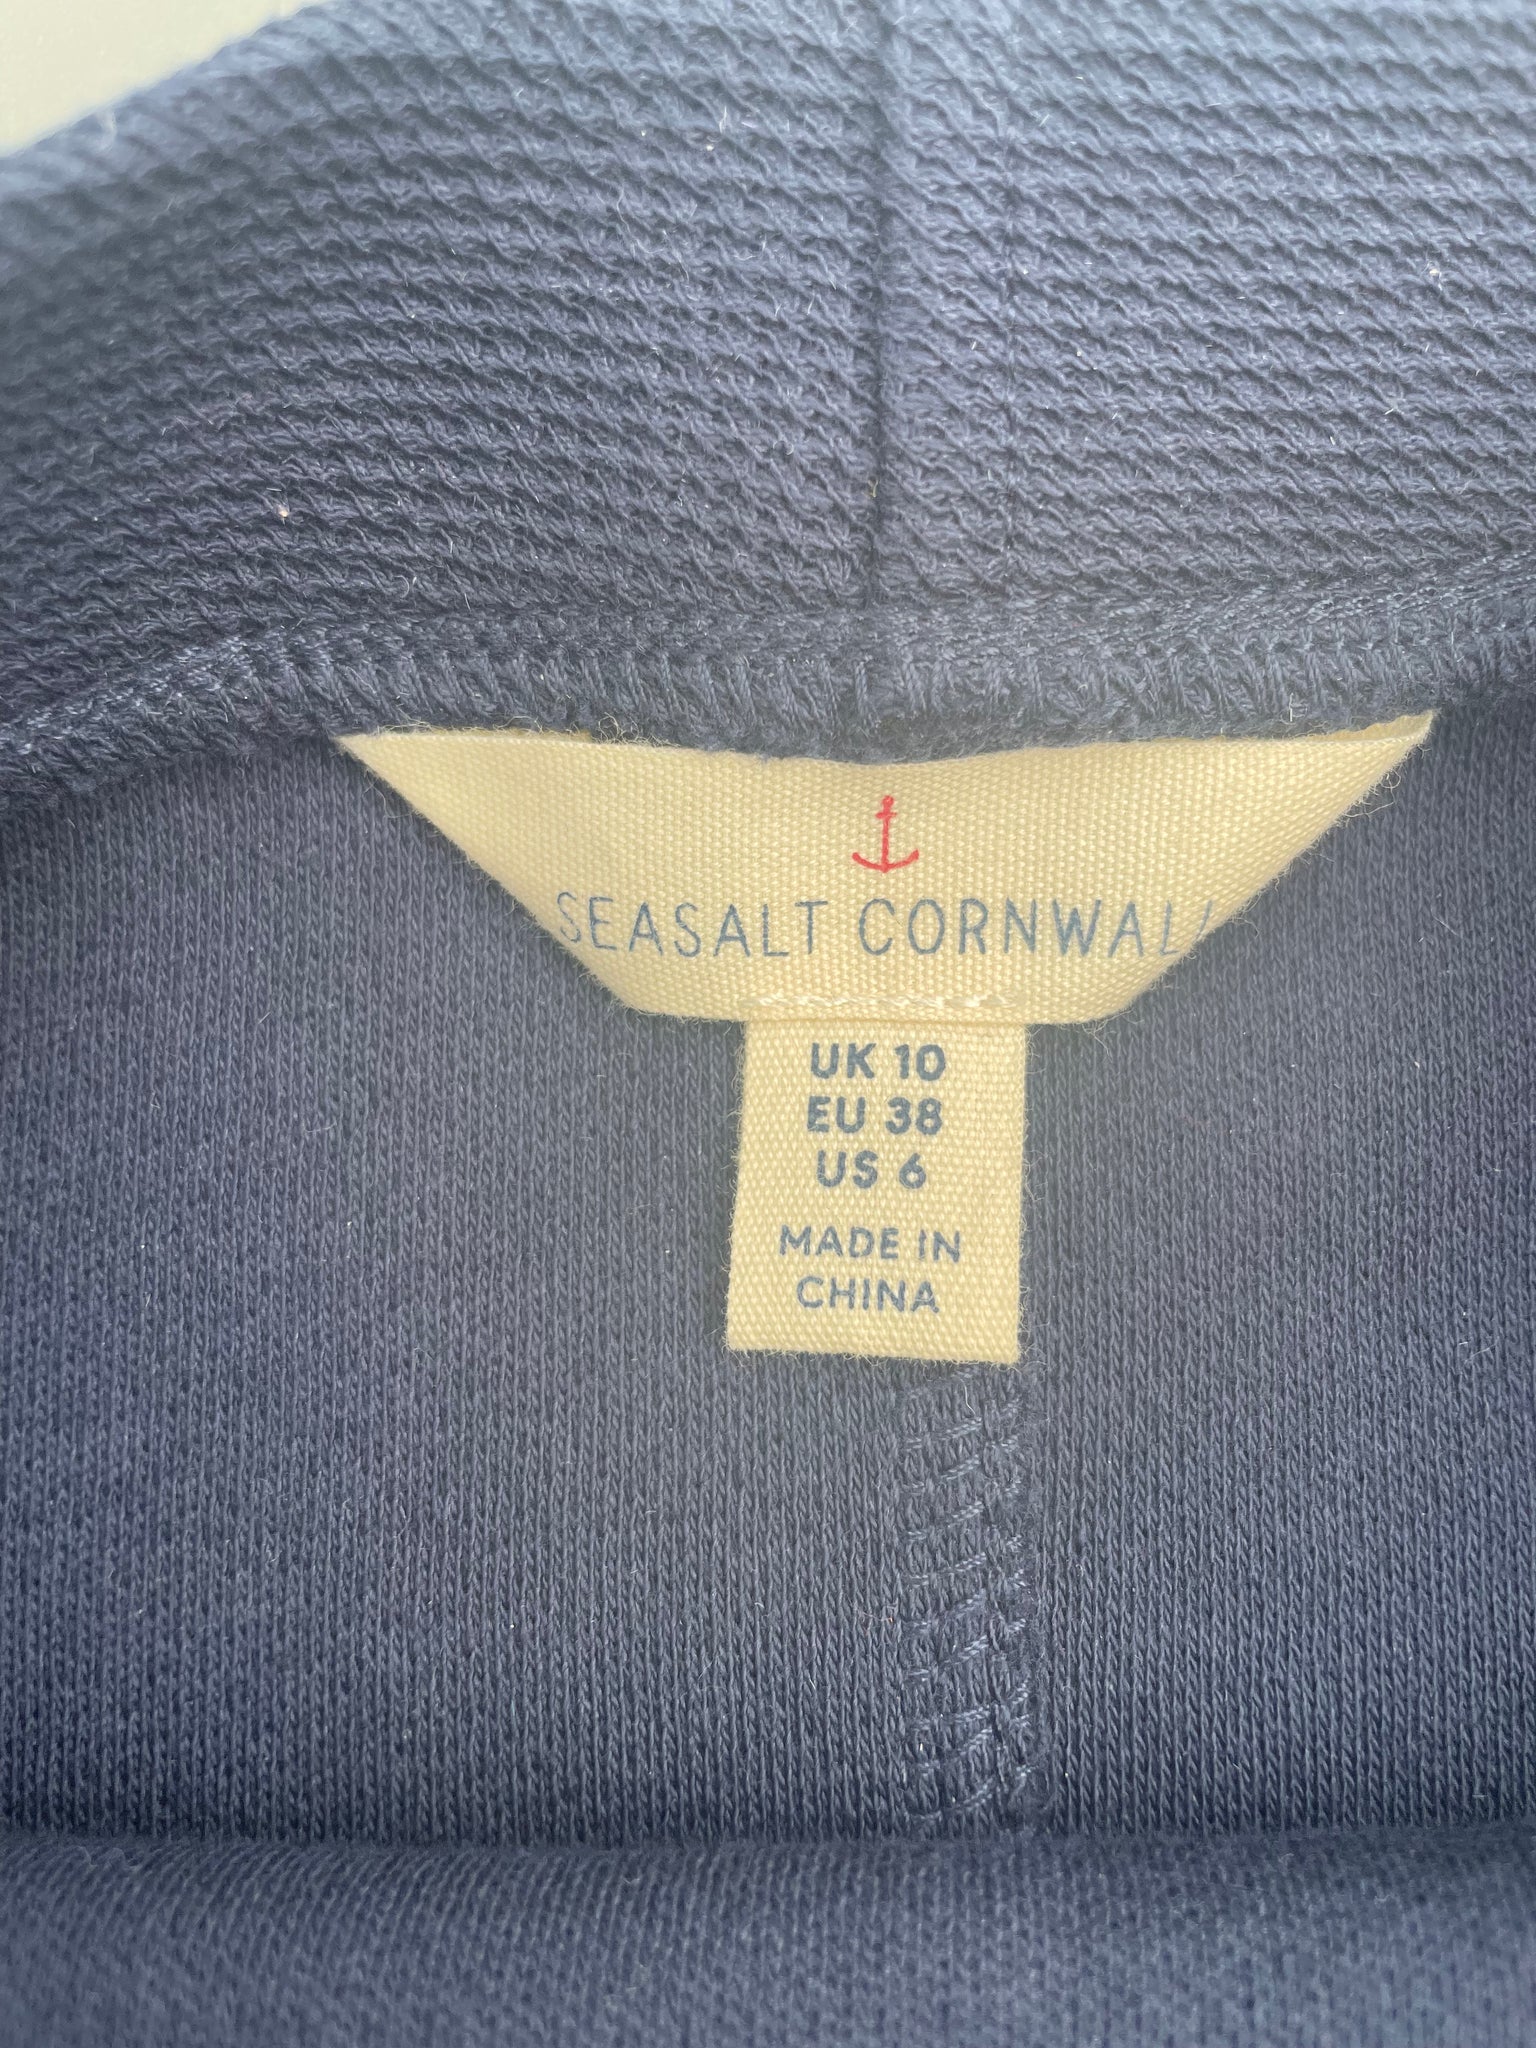 SEASALT CORNWALL
UK 10
EU 38
US 6
MADE IN
CHINA